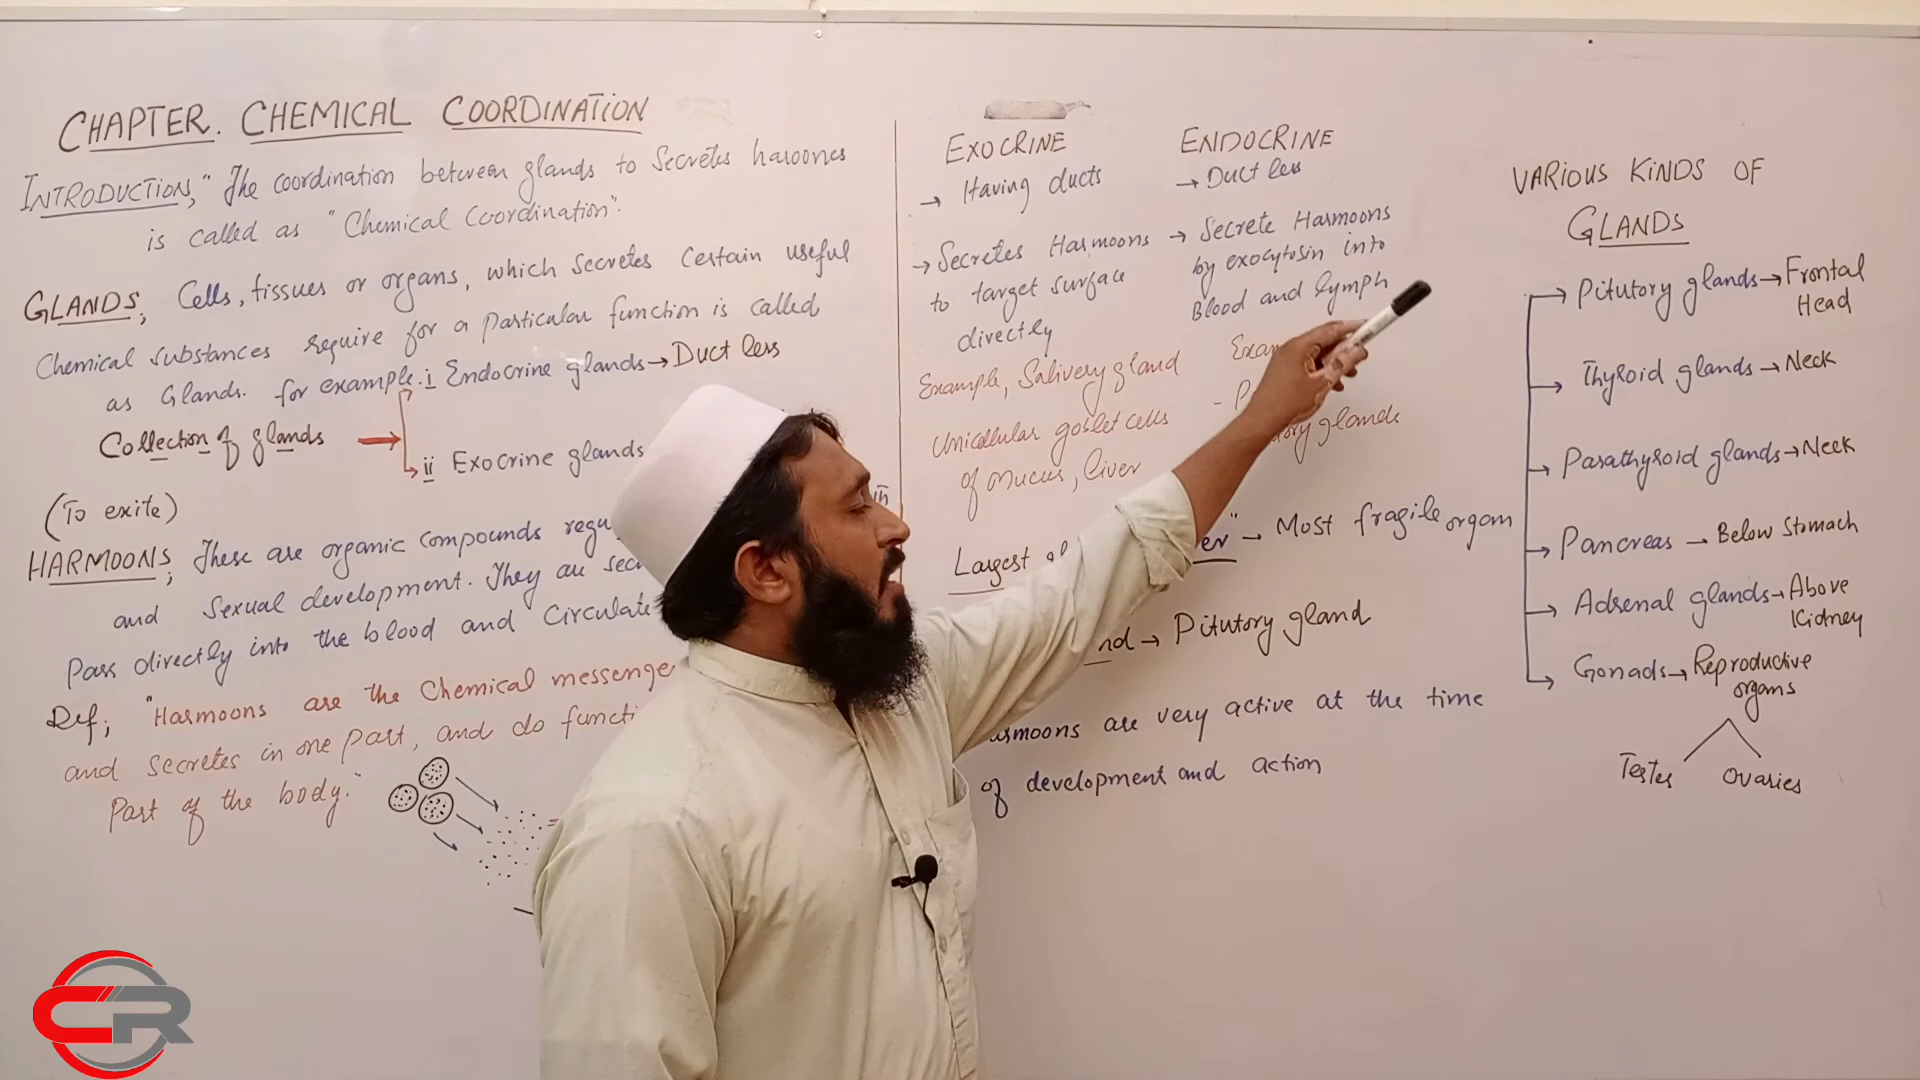 CHAPTER. CHEMICAL COORDINATION
INTRODUCTION, "The coordination between glands to Secretes haroones
is called as "Chemical Coordination".
GLANDS; Cells, tissues or organs, which secretes certain useful
Chemical substances require for a particular function is called
as Glands. for example. i Endocrine glands → Duct less
Collection of glands →
ii Exocrine glands
(To exite)
HARMOONS; These are organic compounds
and sexual development. They are
Pass directly into the blood and Circulate
Def; "Harmoons are the Chemical
and secretes in one part, and do
Part of the body."
EXOCRINE
→ Having ducts
→ Secretes Harmoons
to target surface
directly
Example, Salivery gland
Unicellular goblet cells
of mucus, liver
ENDOCRINE
→ Duct less
→ Secrete Harmoons
by exocytosin into
Blood and lymph
glands
Largest → Most fragile organ
→ Pitutory gland
are very active at the time
of development and action
VARIOUS KINDS OF
GLANDS
→ Pitutory glands → Frontal
Head
→ Thyroid glands → Neck
→ Parathyroid glands → Neck
→ Pancreas → Below Stomach
→ Adrenal glands → Above
Kidney
→ Gonads → Reproductive
organs
Testes Ovaries
CR